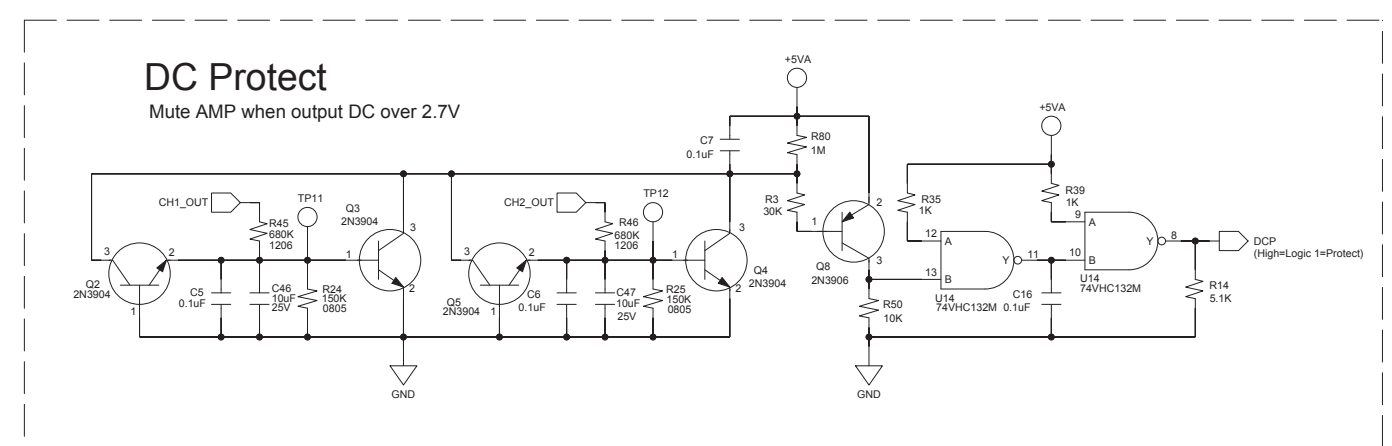 DC Protect
Mute AMP when output DC over 2.7V
+5VA
C7
0.1uF
R80
1M
+5VA
CH1_OUT
TP11
R45
680K
1206
Q3
2N3904
3
1
2
CH2_OUT
TP12
R46
680K
1206
3
1
2
Q4
2N3904
R3
30K
1
2
3
Q8
2N3906
R35
1K
R39
1K
9
A
10
B
Y
8
U14
74VHC132M
DCP
(High=Logic 1=Protect)
12
A
13
B
Y
11
U14
74VHC132M
3
2
1
Q2
2N3904
C5
0.1uF
C46
10uF
25V
R24
150K
0805
3
2
1
Q5
2N3904
C6
0.1uF
C47
10uF
25V
R25
150K
0805
R50
10K
C16
0.1uF
R14
5.1K
GND
GND